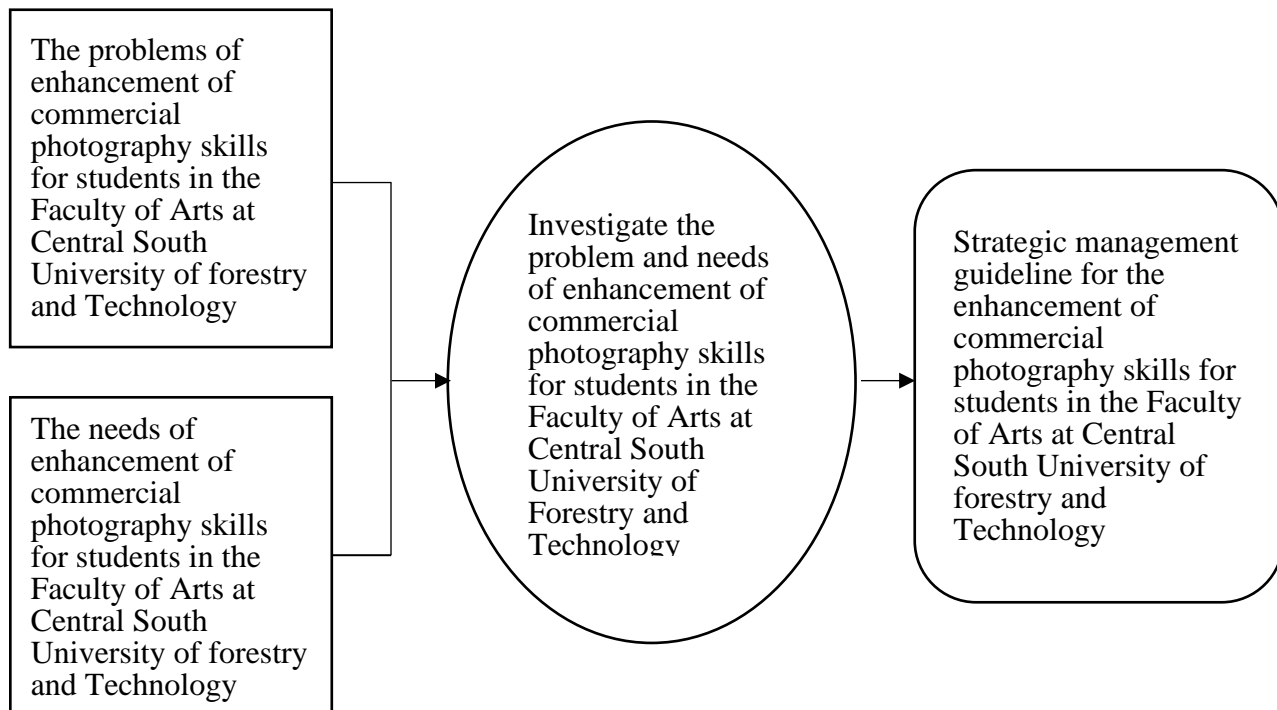 The problems of
enhancement of
commercial
photography skills
for students in the
Faculty of Arts at
Central South
University of forestry
and Technology
The needs of
enhancement of
commercial
photography skills
for students in the
Faculty of Arts at
Central South
University of forestry
and Technology
Investigate the
problem and needs
of enhancement of
commercial
photography skills
for students in the
Faculty of Arts at
Central South
University of
Forestry and
Technology
Strategic management
guideline for the
enhancement of
commercial
photography skills for
students in the Faculty
of Arts at Central
South University of
forestry and
Technology